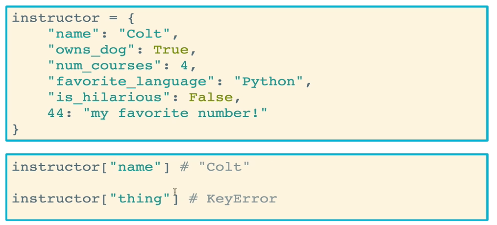 instructor = {
    "name": "Colt",
    "owns_dog": True,
    "num_courses": 4,
    "favorite_language": "Python",
    "is_hilarious": False,
    44: "my favorite number!"
}
instructor["name"] # "Colt"
instructor["thing"] # KeyError